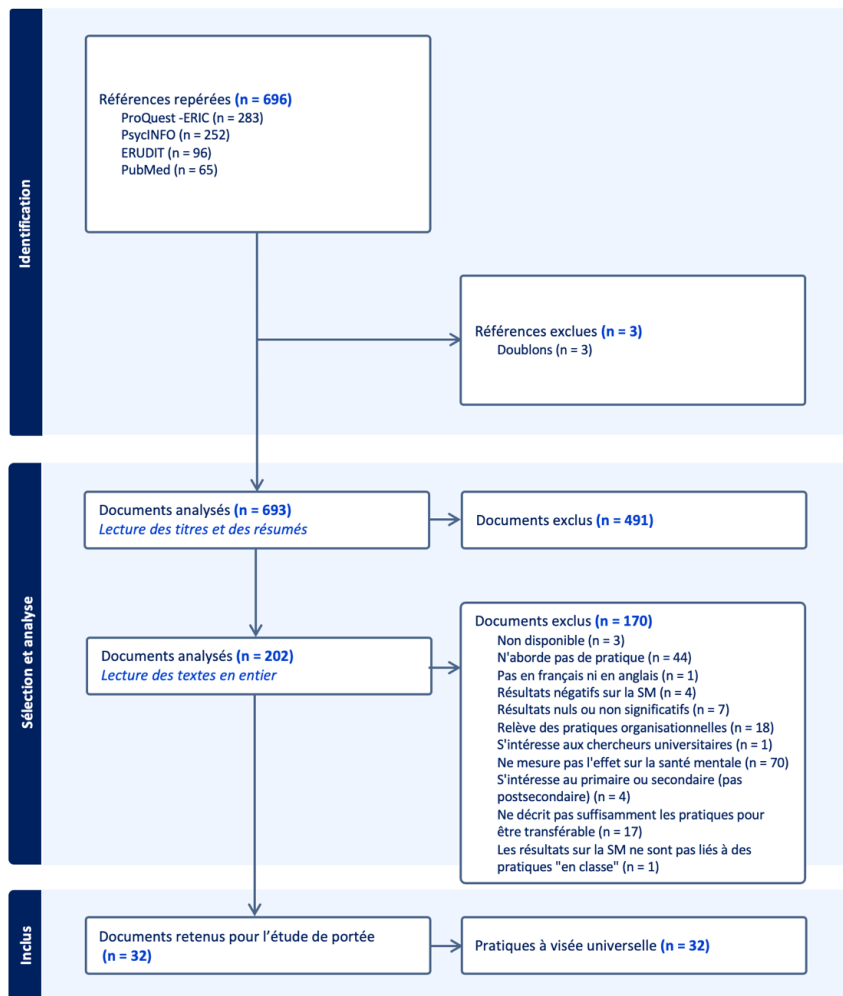 Identification
Références repérées (n = 696)
ProQuest -ERIC (n = 283)
PsycINFO (n = 252)
ERUDIT (n = 96)
PubMed (n = 65)
Références exclues (n = 3)
Doublons (n = 3)
Sélection et analyse
Documents analysés (n = 693)
Lecture des titres et des résumés
Documents exclus (n = 491)
Documents analysés (n = 202)
Lecture des textes en entier
Documents exclus (n = 170)
Non disponible (n = 3)
N'aborde pas de pratique (n = 44)
Pas en français ni en anglais (n = 1)
Résultats négatifs sur la SM (n = 4)
Résultats nuls ou non significatifs (n = 7)
Relève des pratiques organisationnelles (n = 18)
S'intéresse aux chercheurs universitaires (n = 1)
Ne mesure pas l'effet sur la santé mentale (n = 70)
S'intéresse au primaire ou secondaire (pas
postsecondaire) (n = 4)
Ne décrit pas suffisamment les pratiques pour
être transférable (n = 17)
Les résultats sur la SM ne sont pas liés à des
pratiques "en classe" (n = 1)
Inclus
Documents retenus pour l'étude de portée
(n = 32)
Pratiques à visée universelle (n = 32)